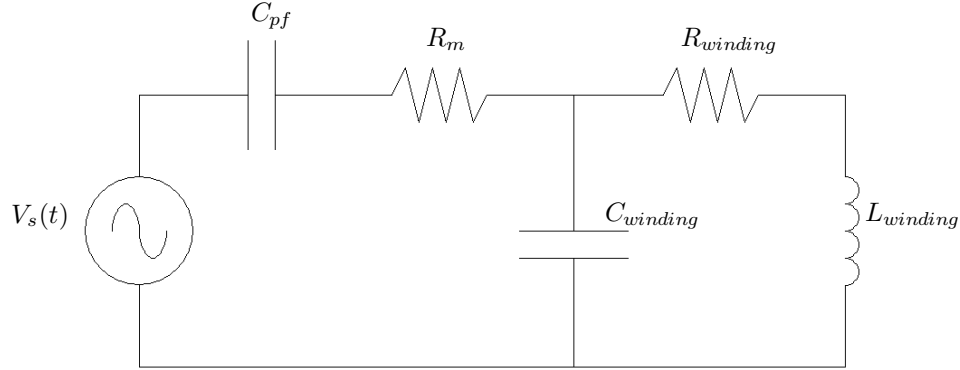 C_{pf}
R_m
R_{winding}
V_s(t)
C_{winding}
L_{winding}